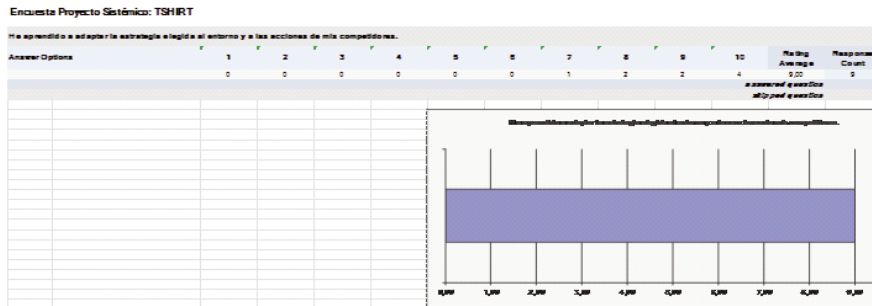 Encuesta Proyecto Sistémico: TSHIRT
He aprendido a adaptar la estrategia elegida al entorno y a las acciones de mis competidores.
Answer Options 1 2 3 4 5 6 7 8 9 10 Rating Average Response Count
0 0 0 0 0 0 1 2 2 4 9,00 9
answered question
skipped question
0,00 1,00 2,00 3,00 4,00 5,00 6,00 7,00 8,00 9,00